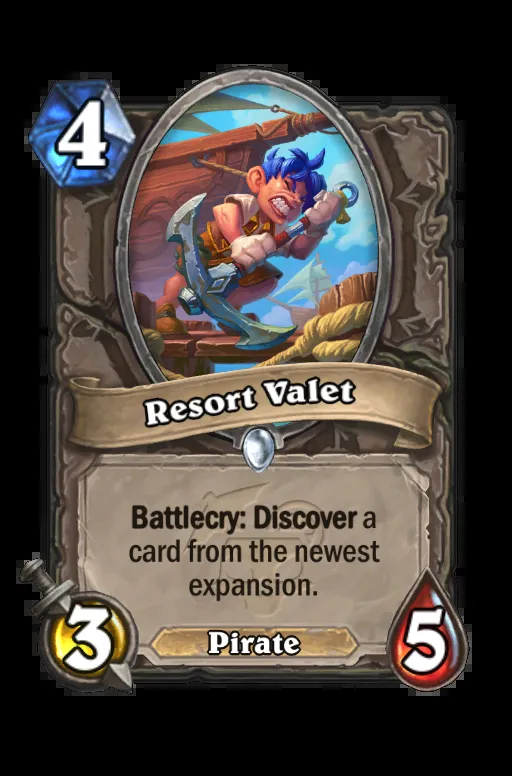 4
Resort Valet
Battlecry: Discover a
card from the newest
expansion.
3
Pirate
5